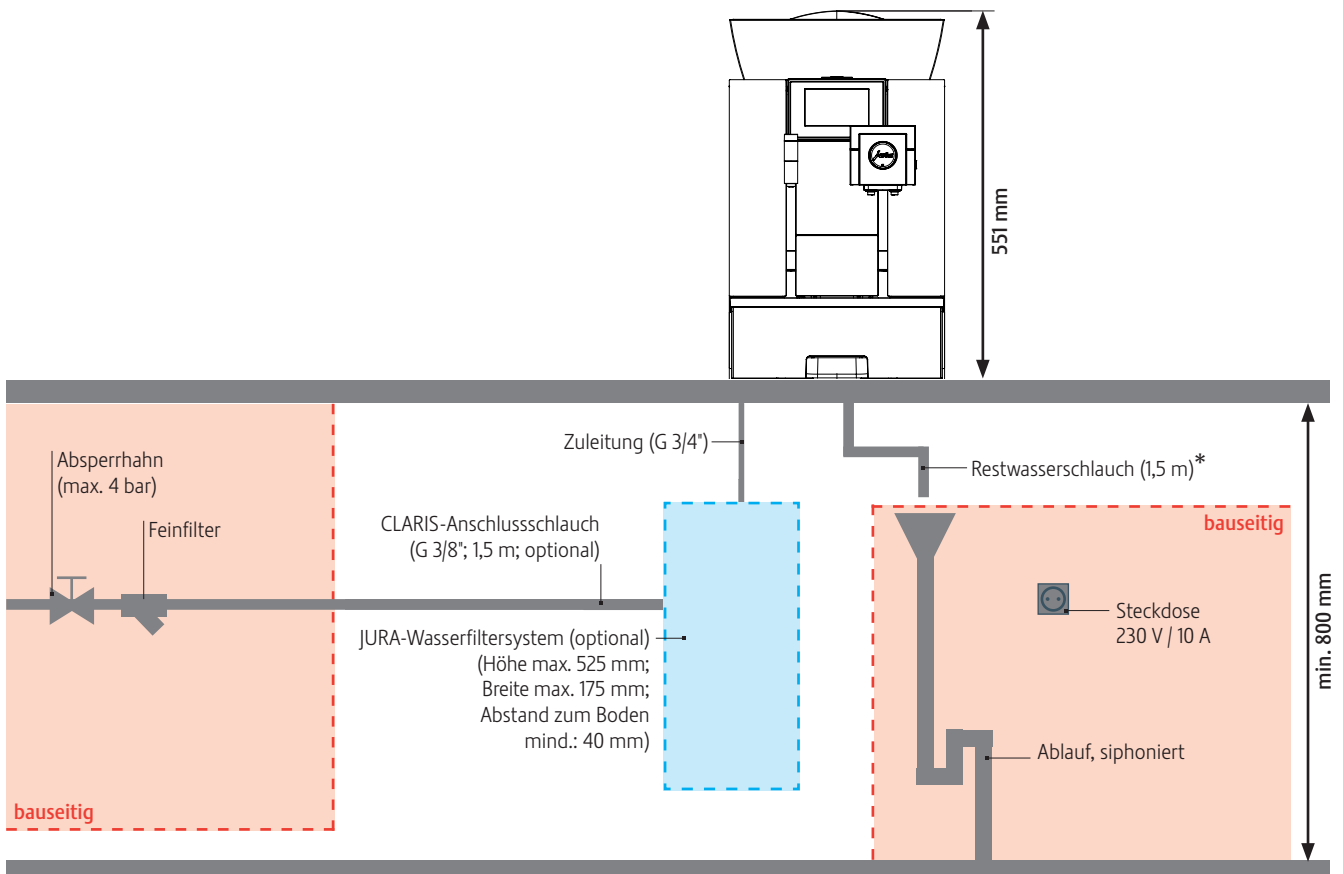 jura
551 mm
Zuleitung (G 3/4")
Restwasserschlauch (1,5 m)*
Absperrhahn
(max. 4 bar)
Feinfilter
CLARIS-Anschlussschlauch
(G 3/8"; 1,5 m; optional)
bauseitig
Steckdose
230 V / 10 A
min. 800 mm
JURA-Wasserfiltersystem (optional)
(Höhe max. 525 mm;
Breite max. 175 mm;
Abstand zum Boden
mind.: 40 mm)
Ablauf, siphoniert
bauseitig